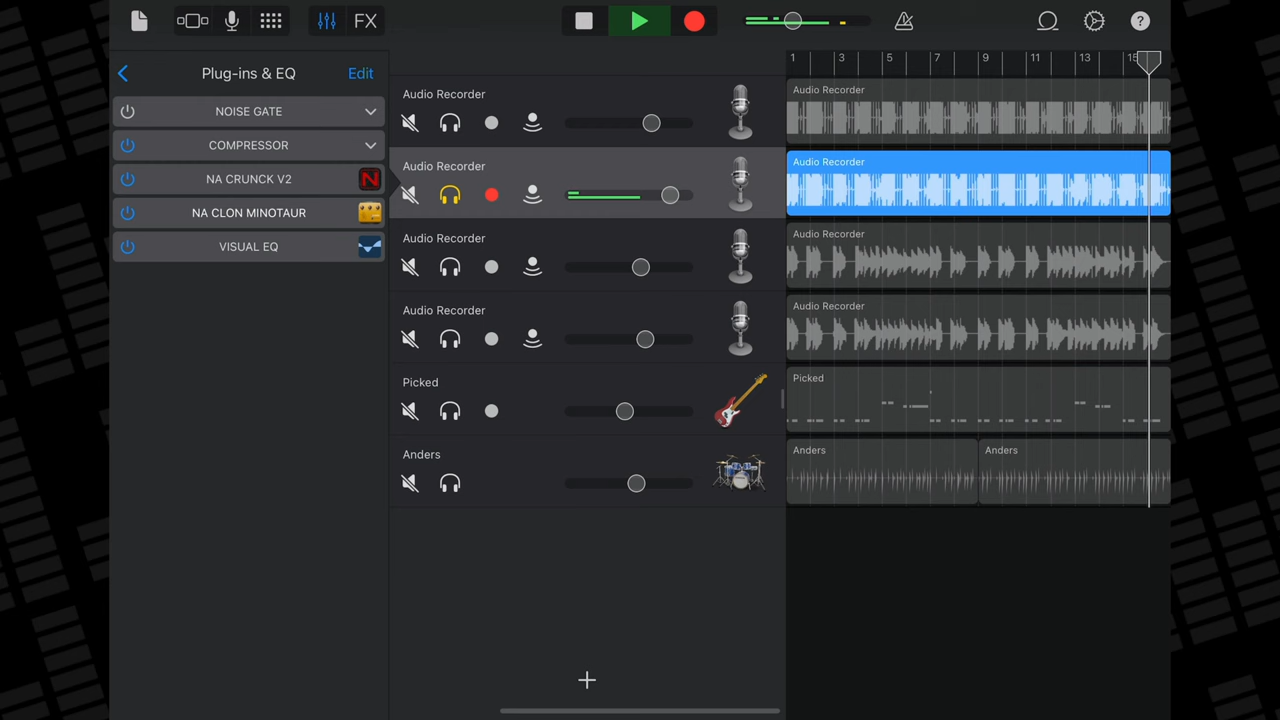 FX
?
Plug-ins & EQ
Edit
NOISE GATE
COMPRESSOR
NA CRUNCK V2
N
NA CLON MINOTAUR
VISUAL EQ
Audio Recorder
Audio Recorder
Audio Recorder
Audio Recorder
Picked
Anders
1 3 5 7 9 11 13 15
Audio Recorder
Audio Recorder
Audio Recorder
Audio Recorder
Picked
Anders
Anders